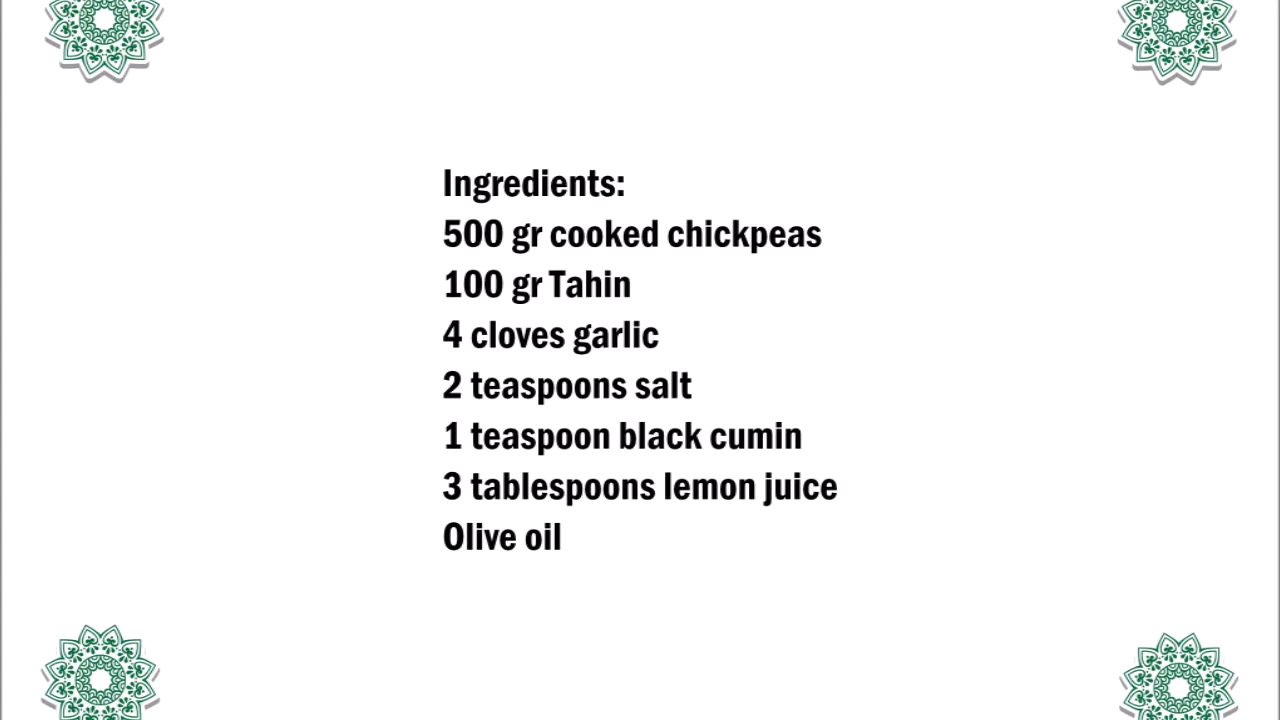 Ingredients:
500 gr cooked chickpeas
100 gr Tahin
4 cloves garlic
2 teaspoons salt
1 teaspoon black cumin
3 tablespoons lemon juice
Olive oil